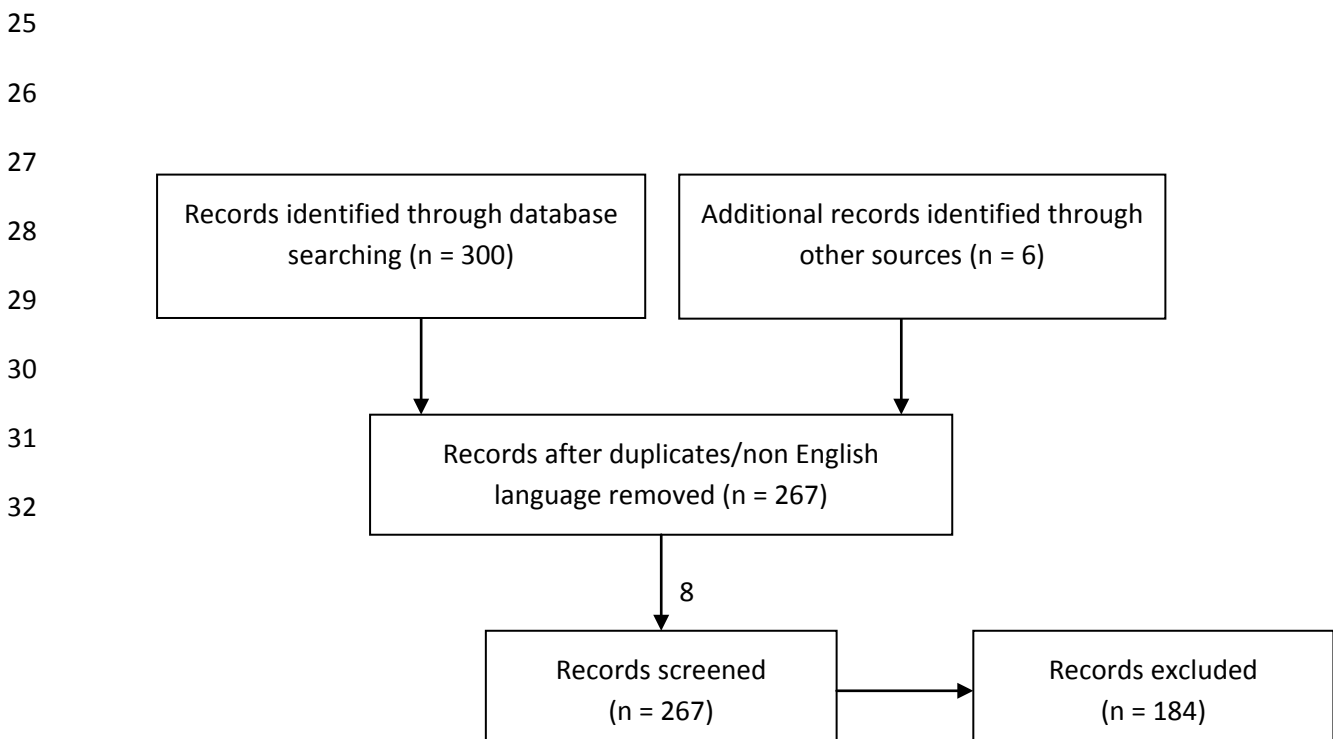 25
26
27
28
29
30
31
32
Records identified through database
searching (n = 300)
Additional records identified through
other sources (n = 6)
Records after duplicates/non English
language removed (n = 267)
8
Records screened
(n = 267)
Records excluded
(n = 184)